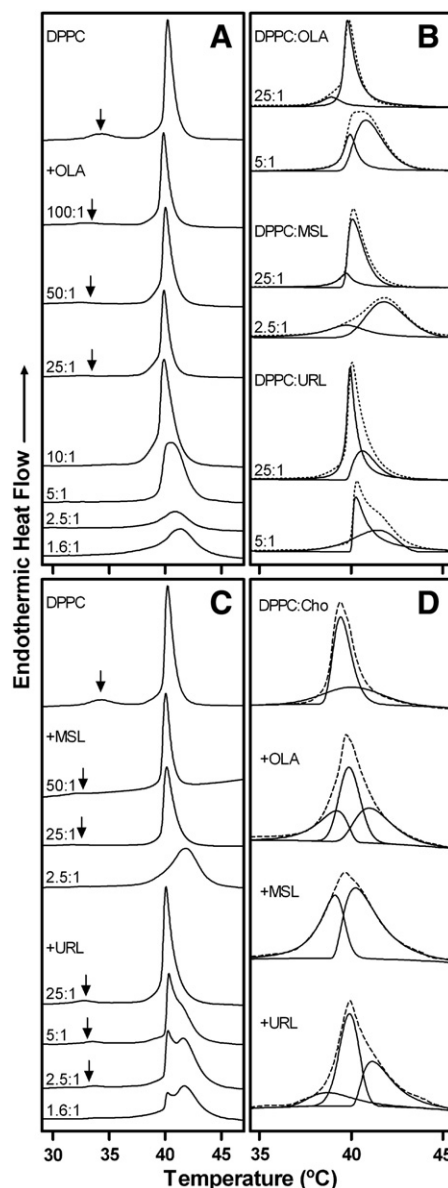 DPPC
A
+OLA
100:1
50:1
25:1
10:1
5:1
2.5:1
1.6:1
DPPC:OLA
B
25:1
5:1
DPPC:MSL
25:1
2.5:1
DPPC:URL
25:1
5:1
35 40 45
Endothermic Heat Flow
DPPC
C
+MSL
50:1
25:1
2.5:1
+URL
25:1
5:1
2.5:1
1.6:1
30 35 40 45
DPPC:Cho
D
+OLA
+MSL
+URL
35 40 45
Temperature (ºC)